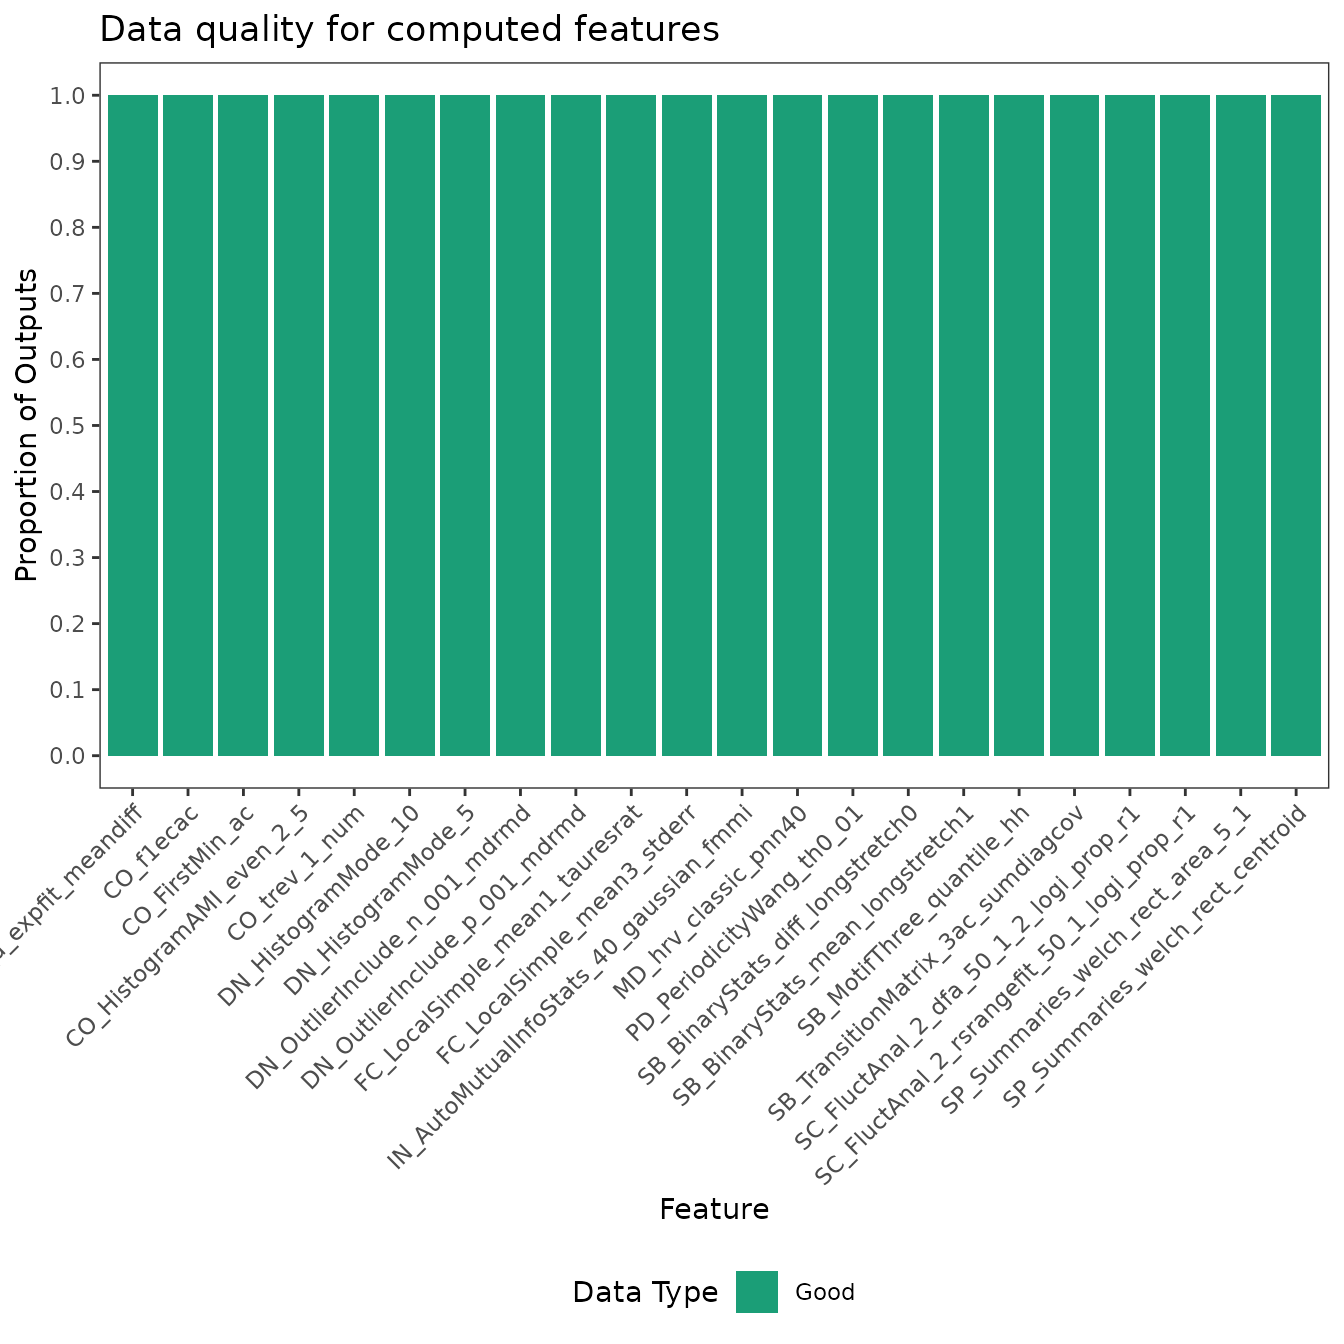 Data quality for computed features
Proportion of Outputs
1.0
0.9
0.8
0.7
0.6
0.5
0.4
0.3
0.2
0.1
0.0
_expfit_meandiff
CO_f1ecac
CO_FirstMin_ac
CO_HistogramAMI_even_2_5
CO_trev_1_num
DN_HistogramMode_10
DN_HistogramMode_5
DN_OutlierInclude_n_001_mdrmd
DN_OutlierInclude_p_001_mdrmd
FC_LocalSimple_mean1_tauresrat
FC_LocalSimple_mean3_stderr
IN_AutoMutualInfoStats_40_gaussian_fmmi
MD_hrv_classic_pnn40
PD_PeriodicityWang_th0_01
SB_BinaryStats_diff_longstretch0
SB_BinaryStats_mean_longstretch1
SB_MotifThree_quantile_hh
SB_TransitionMatrix_3ac_sumdiagcov
SC_FluctAnal_2_dfa_50_1_2_logi_prop_r1
SC_FluctAnal_2_rsrangefit_50_1_logi_prop_r1
SP_Summaries_welch_rect_area_5_1
SP_Summaries_welch_rect_centroid
Feature
Data Type
Good